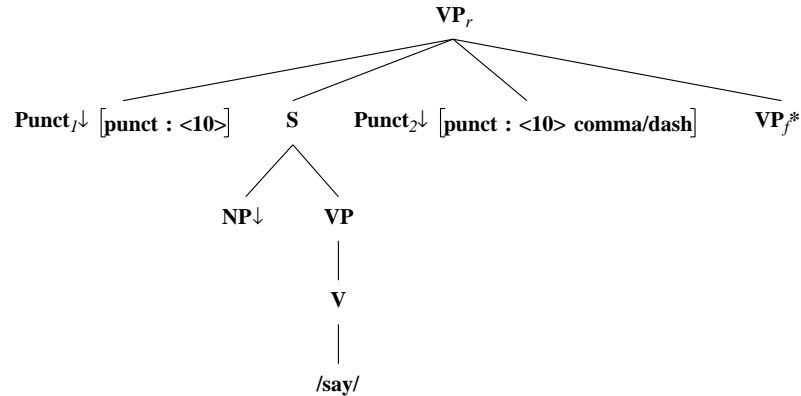 VPr
Punct1↓ [punct : <10>] S Punct2↓ [punct : <10> comma/dash] VPf*
NP↓ VP
V
/say/